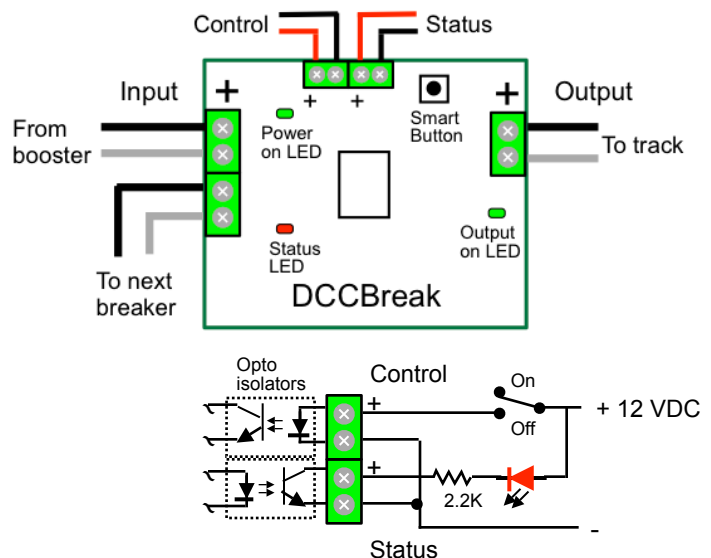 Control
Status
+ +
Input
+
+
Output
From
booster
Power
on LED
Smart
Button
To track
Status
LED
Output
on LED
To next
breaker
DCCBreak
Opto
isolators
Control
+
On
Off
+ 12 VDC
+
2.2K
-
Status